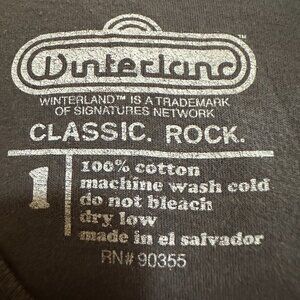 Winterland™
WINTERLAND™ IS A TRADEMARK
OF SIGNATURES NETWORK
CLASSIC. ROCK.
1
100% cotton
machine wash cold
do not bleach
dry low
made in el salvador
RN# 90355